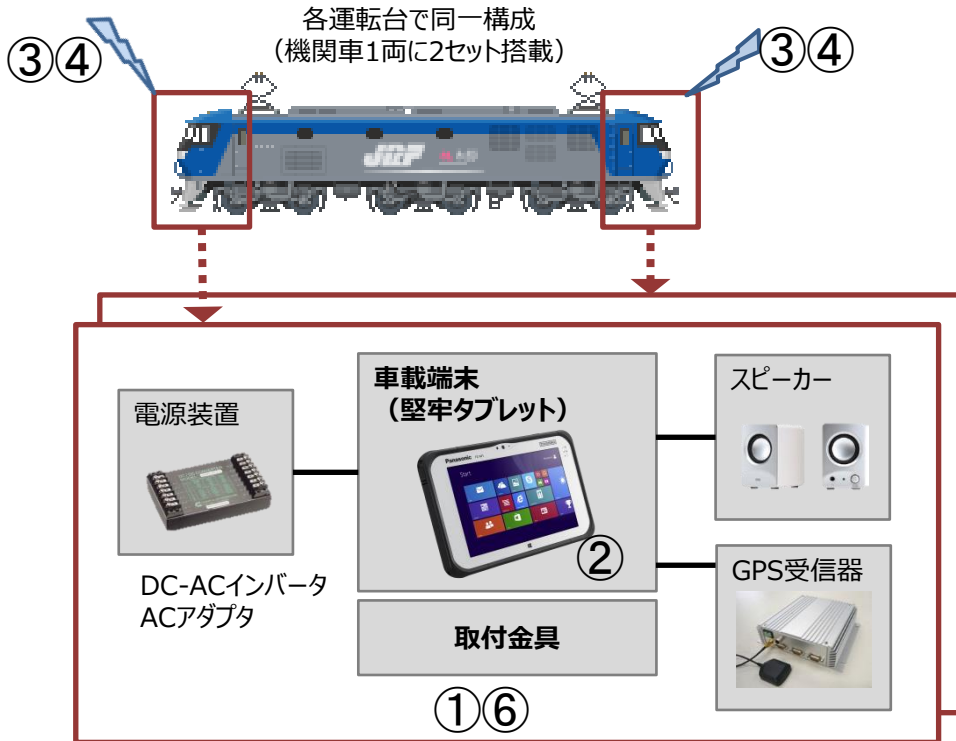 各運転台で同一構成
（機関車1両に2セット搭載）
③④
③④
JRF
車載端末
（堅牢タブレット）
スピーカー
電源装置
Panasonic
Start
②
DC-ACインバータ
ACアダプタ
GPS受信器
取付金具
①⑥